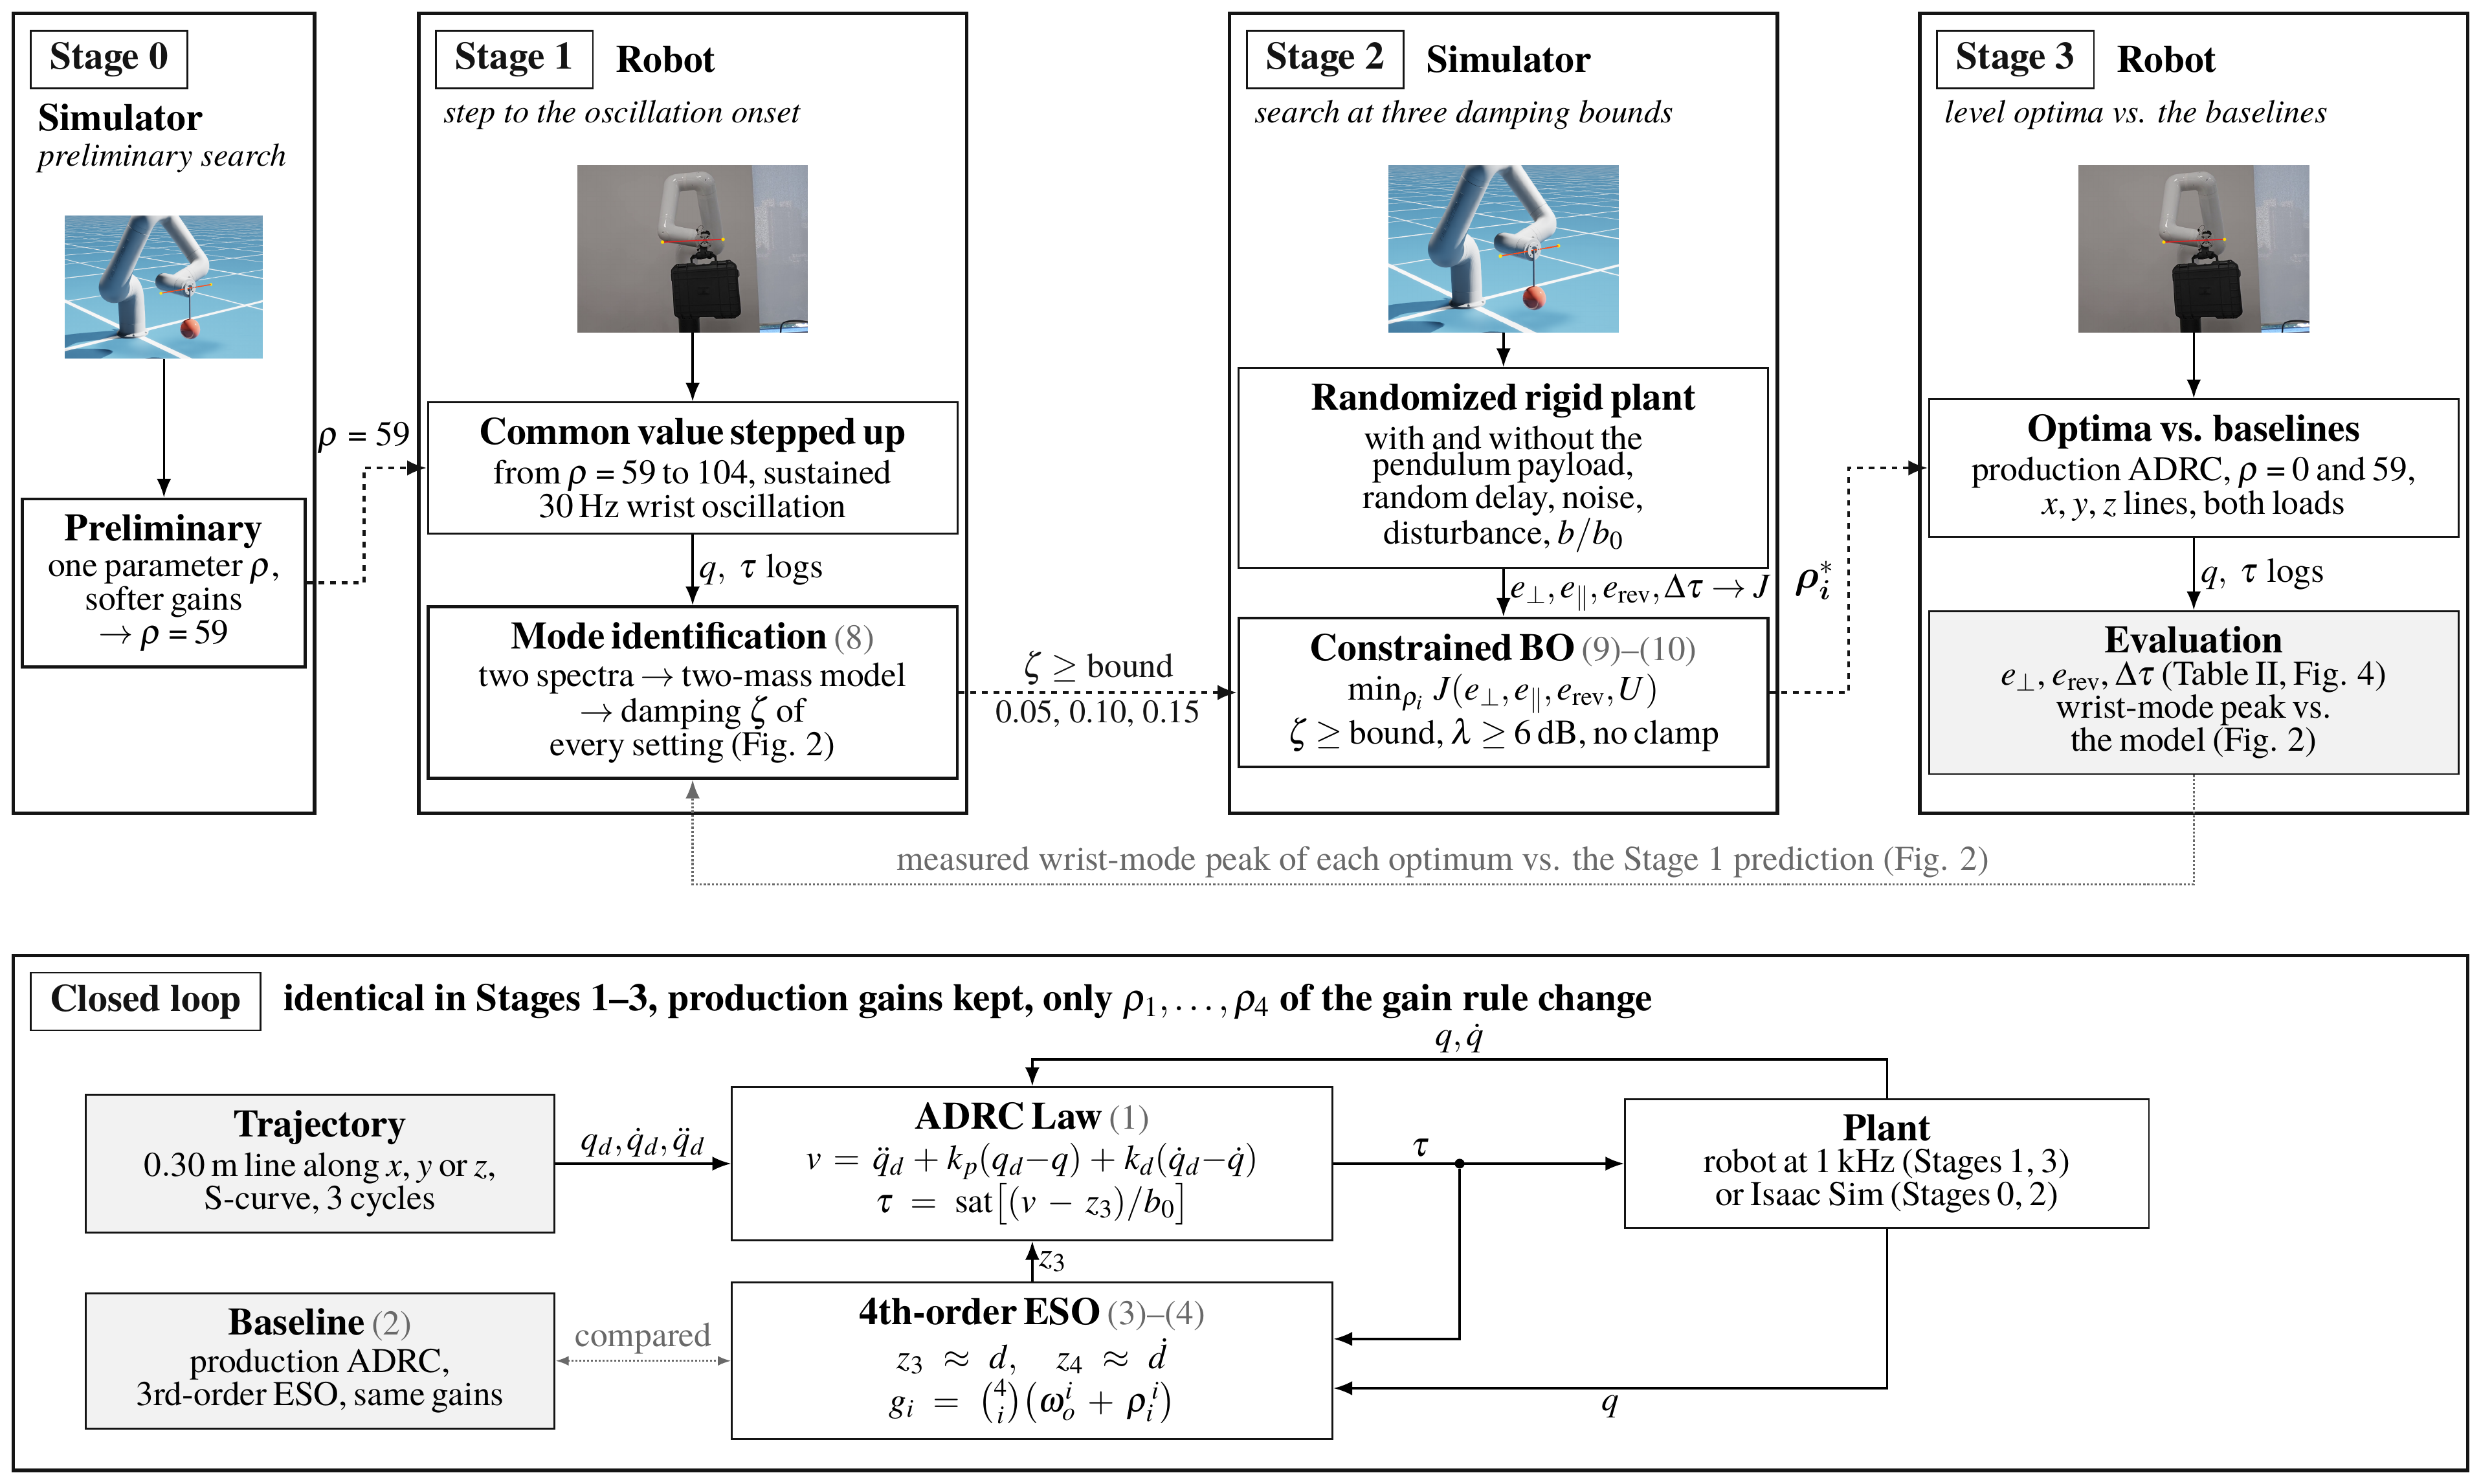 Stage 0
Simulator
preliminary search
Preliminary
one parameter ρ,
softer gains
→ ρ = 59
ρ = 59
Stage 1 Robot
step to the oscillation onset
Common value stepped up
from ρ = 59 to 104, sustained
30 Hz wrist oscillation
q, τ logs
Mode identification (8)
two spectra → two-mass model
→ damping ζ of
every setting (Fig. 2)
ζ ≥ bound
0.05, 0.10, 0.15
Stage 2 Simulator
search at three damping bounds
Randomized rigid plant
with and without the
pendulum payload,
random delay, noise,
disturbance, b/b₀
e⊥, e∥, e_rev, Δτ → J
Constrained BO (9)–(10)
min_ρᵢ J(e⊥, e∥, e_rev, U)
ζ ≥ bound, λ ≥ 6 dB, no clamp
ρᵢ*
Stage 3 Robot
level optima vs. the baselines
Optima vs. baselines
production ADRC, ρ = 0 and 59,
x, y, z lines, both loads
q, τ logs
Evaluation
e⊥, e_rev, Δτ (Table II, Fig. 4)
wrist-mode peak vs.
the model (Fig. 2)
measured wrist-mode peak of each optimum vs. the Stage 1 prediction (Fig. 2)
Closed loop identical in Stages 1–3, production gains kept, only ρ₁, . . . , ρ₄ of the gain rule change
q, q̇
Trajectory
0.30 m line along x, y or z,
S-curve, 3 cycles
q_d, q̇_d, q̈_d
ADRC Law (1)
v = q̈_d + k_p(q_d−q) + k_d(q̇_d−q̇)
τ = sat[(v − z₃)/b₀]
τ
Plant
robot at 1 kHz (Stages 1, 3)
or Isaac Sim (Stages 0, 2)
z₃
Baseline (2)
production ADRC,
3rd-order ESO, same gains
compared
4th-order ESO (3)–(4)
z₃ ≈ d, z₄ ≈ ḋ
g_i = (4 i)(ω_o^i + ρ_i^i)
q